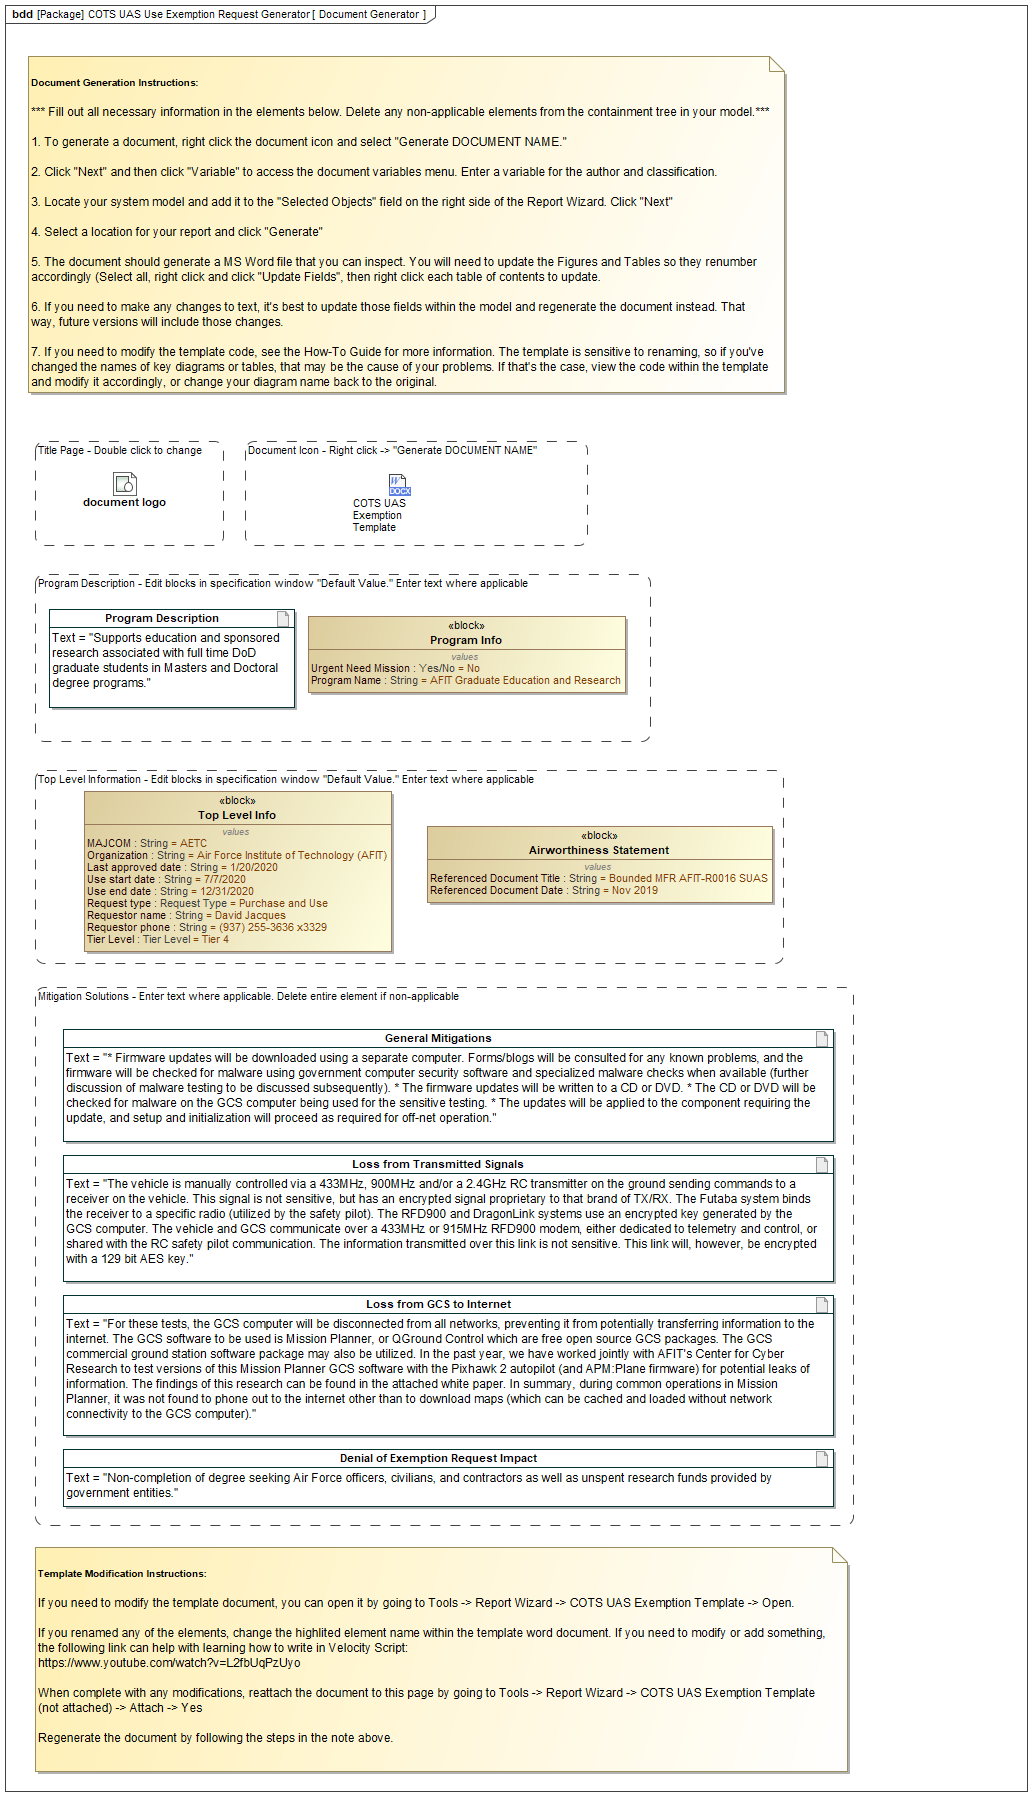 bdd [Package] COTS UAS Use Exemption Request Generator [ Document Generator ]
Document Generation Instructions:
*** Fill out all necessary information in the elements below. Delete any non-applicable elements from the containment tree in your model.***
1. To generate a document, right click the document icon and select "Generate DOCUMENT NAME."
2. Click "Next" and then click "Variable" to access the document variables menu. Enter a variable for the author and classification.
3. Locate your system model and add it to the "Selected Objects" field on the right side of the Report Wizard. Click "Next"
4. Select a location for your report and click "Generate"
5. The document should generate a MS Word file that you can inspect. You will need to update the Figures and Tables so they renumber
accordingly (Select all, right click and click "Update Fields", then right click each table of contents to update.
6. If you need to make any changes to text, it's best to update those fields within the model and regenerate the document instead. That
way, future versions will include those changes.
7. If you need to modify the template code, see the How-To Guide for more information. The template is sensitive to renaming, so if you've
changed the names of key diagrams or tables, that may be the cause of your problems. If that's the case, view the code within the template
and modify it accordingly, or change your diagram name back to the original.
Title Page - Double click to change
document logo
Document Icon - Right click -> "Generate DOCUMENT NAME"
W
DOCX
COTS UAS
Exemption
Template
Program Description - Edit blocks in specification window "Default Value." Enter text where applicable
Program Description
Text = "Supports education and sponsored
research associated with full time DoD
graduate students in Masters and Doctoral
degree programs."
«block»
Program Info
values
Urgent Need Mission : Yes/No = No
Program Name : String = AFIT Graduate Education and Research
Top Level Information - Edit blocks in specification window "Default Value." Enter text where applicable
«block»
Top Level Info
values
MAJCOM : String = AETC
Organization : String = Air Force Institute of Technology (AFIT)
Last approved date : String = 1/20/2020
Use start date : String = 7/7/2020
Use end date : String = 12/31/2020
Request type : Request Type = Purchase and Use
Requestor name : String = David Jacques
Requestor phone : String = (937) 255-3636 x3329
Tier Level : Tier Level = Tier 4
«block»
Airworthiness Statement
values
Referenced Document Title : String = Bounded MFR AFIT-R0016 SUAS
Referenced Document Date : String = Nov 2019
Mitigation Solutions - Enter text where applicable. Delete entire element if non-applicable
General Mitigations
Text = "* Firmware updates will be downloaded using a separate computer. Forms/blogs will be consulted for any known problems, and the
firmware will be checked for malware using government computer security software and specialized malware checks when available (further
discussion of malware testing to be discussed subsequently). * The firmware updates will be written to a CD or DVD. * The CD or DVD will be
checked for malware on the GCS computer being used for the sensitive testing. * The updates will be applied to the component requiring the
update, and setup and initialization will proceed as required for off-net operation."
Loss from Transmitted Signals
Text = "The vehicle is manually controlled via a 433MHz, 900MHz and/or a 2.4GHz RC transmitter on the ground sending commands to a
receiver on the vehicle. This signal is not sensitive, but has an encrypted signal proprietary to that brand of TX/RX. The Futaba system binds
the receiver to a specific radio (utilized by the safety pilot). The RFD900 and DragonLink systems use an encrypted key generated by the
GCS computer. The vehicle and GCS communicate over a 433MHz or 915MHz RFD900 modem, either dedicated to telemetry and control, or
shared with the RC safety pilot communication. The information transmitted over this link is not sensitive. This link will, however, be encrypted
with a 129 bit AES key."
Loss from GCS to Internet
Text = "For these tests, the GCS computer will be disconnected from all networks, preventing it from potentially transferring information to the
internet. The GCS software to be used is Mission Planner, or QGround Control which are free open source GCS packages. The GCS
commercial ground station software package may also be utilized. In the past year, we have worked jointly with AFIT's Center for Cyber
Research to test versions of this Mission Planner GCS software with the Pixhawk 2 autopilot (and APM:Plane firmware) for potential leaks of
information. The findings of this research can be found in the attached white paper. In summary, during common operations in Mission
Planner, it was not found to phone out to the internet other than to download maps (which can be cached and loaded without network
connectivity to the GCS computer)."
Denial of Exemption Request Impact
Text = "Non-completion of degree seeking Air Force officers, civilians, and contractors as well as unspent research funds provided by
government entities."
Template Modification Instructions:
If you need to modify the template document, you can open it by going to Tools -> Report Wizard -> COTS UAS Exemption Template -> Open.
If you renamed any of the elements, change the highlited element name within the template word document. If you need to modify or add something,
the following link can help with learning how to write in Velocity Script:
https://www.youtube.com/watch?v=L2fbUqPzUyo
When complete with any modifications, reattach the document to this page by going to Tools -> Report Wizard -> COTS UAS Exemption Template
(not attached) -> Attach -> Yes
Regenerate the document by following the steps in the note above.